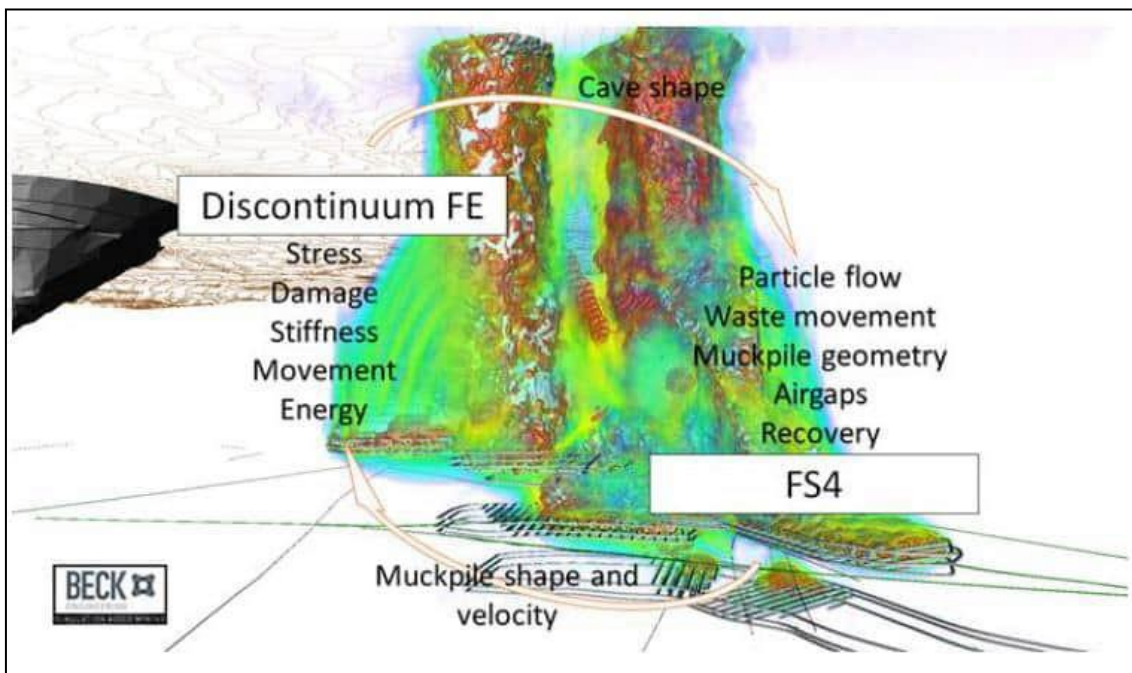 Cave shape
Discontinuum FE
Stress
Damage
Stiffness
Movement
Energy
Particle flow
Waste movement
Muckpile geometry
Airgaps
Recovery
FS4
Muckpile shape and
velocity
BECK
ENGINEERING